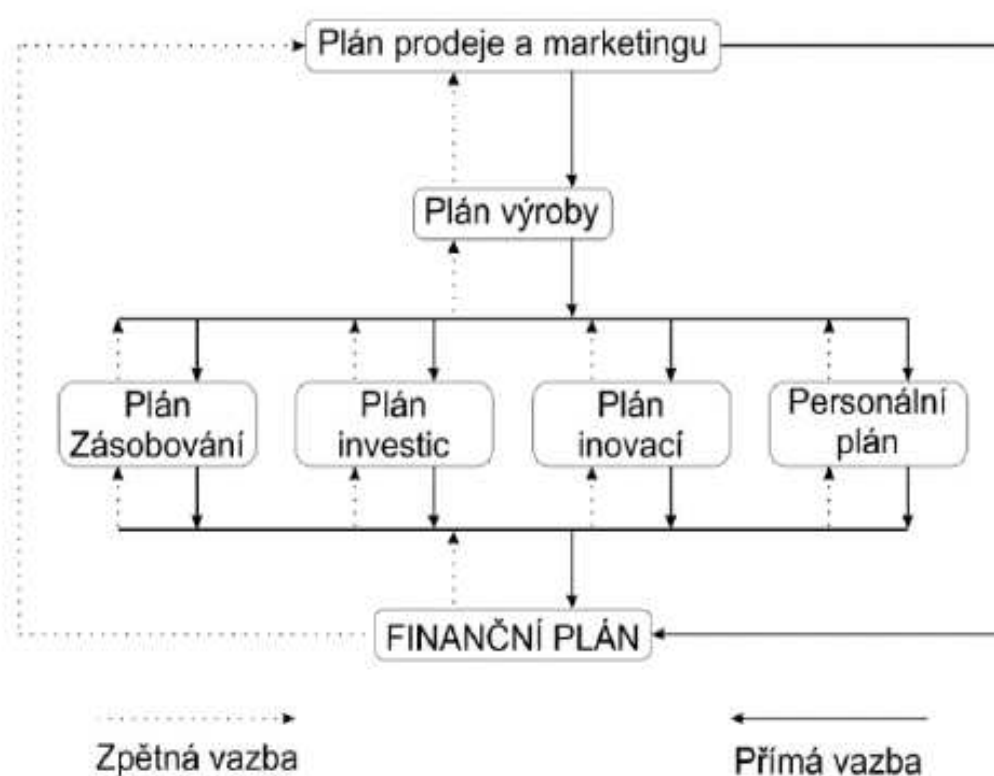 Plán prodeje a marketingu
Plán výroby
Plán
Zásobování
Plán
investic
Plán
inovací
Personální
plán
FINANČNÍ PLÁN
Zpětná vazba
Přímá vazba